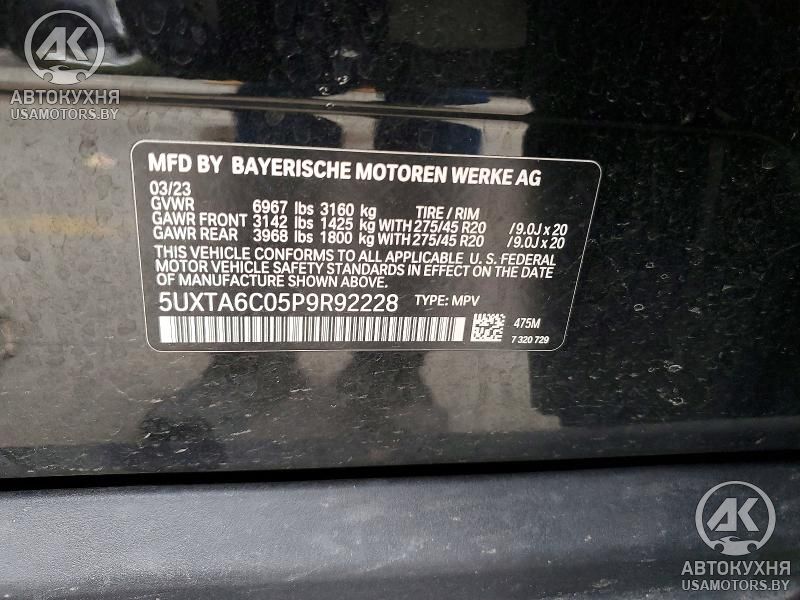 AK
АВТОКУХНЯ
USAMOTORS.BY
MFD BY BAYERISCHE MOTOREN WERKE AG
03/23
GVWR 6967 lbs 3160 kg TIRE / RIM
GAWR FRONT 3142 lbs 1425 kg WITH 275/45 R20 /9.0J x 20
GAWR REAR 3968 lbs 1800 kg WITH 275/45 R20 /9.0J x 20
THIS VEHICLE CONFORMS TO ALL APPLICABLE U. S. FEDERAL
MOTOR VEHICLE SAFETY STANDARDS IN EFFECT ON THE DATE
OF MANUFACTURE SHOWN ABOVE.
5UXTA6C05P9R92228 TYPE: MPV
475M
7 320 729
AK
АВТОКУХНЯ
USAMOTORS.BY